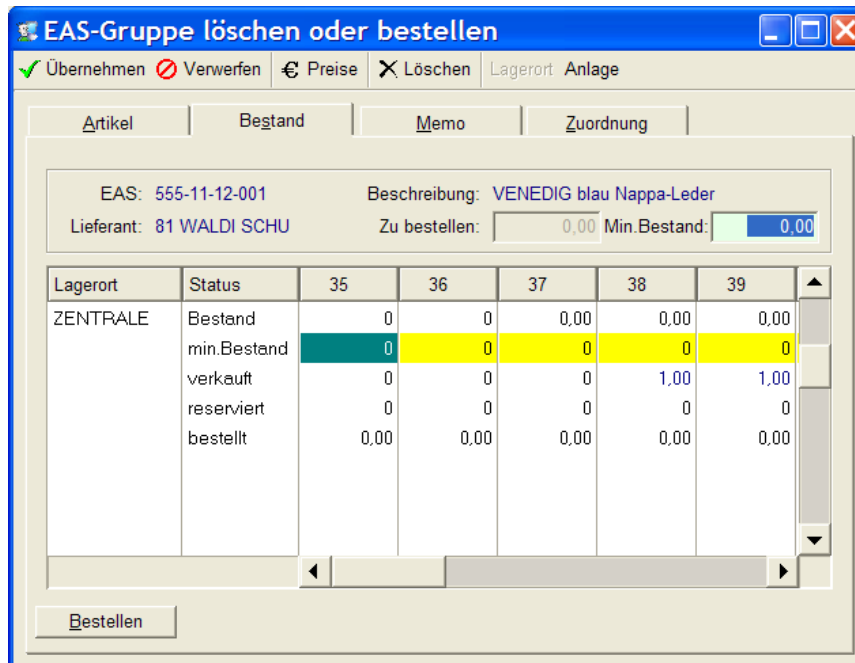 EAS-Gruppe löschen oder bestellen
Übernehmen Verwerfen € Preise Löschen Lagerort Anlage
Artikel Bestand Memo Zuordnung
EAS: 555-11-12-001 Beschreibung: VENEDIG blau Nappa-Leder
Lieferant: 81 WALDI SCHU Zu bestellen: 0,00 Min.Bestand: 0,00
Lagerort Status 35 36 37 38 39
ZENTRALE Bestand 0 0 0,00 0,00 0,00
min.Bestand 0 0 0 0 0
verkauft 0 0 0 1,00 1,00
reserviert 0 0 0 0 0
bestellt 0,00 0,00 0,00 0,00 0,00
Bestellen